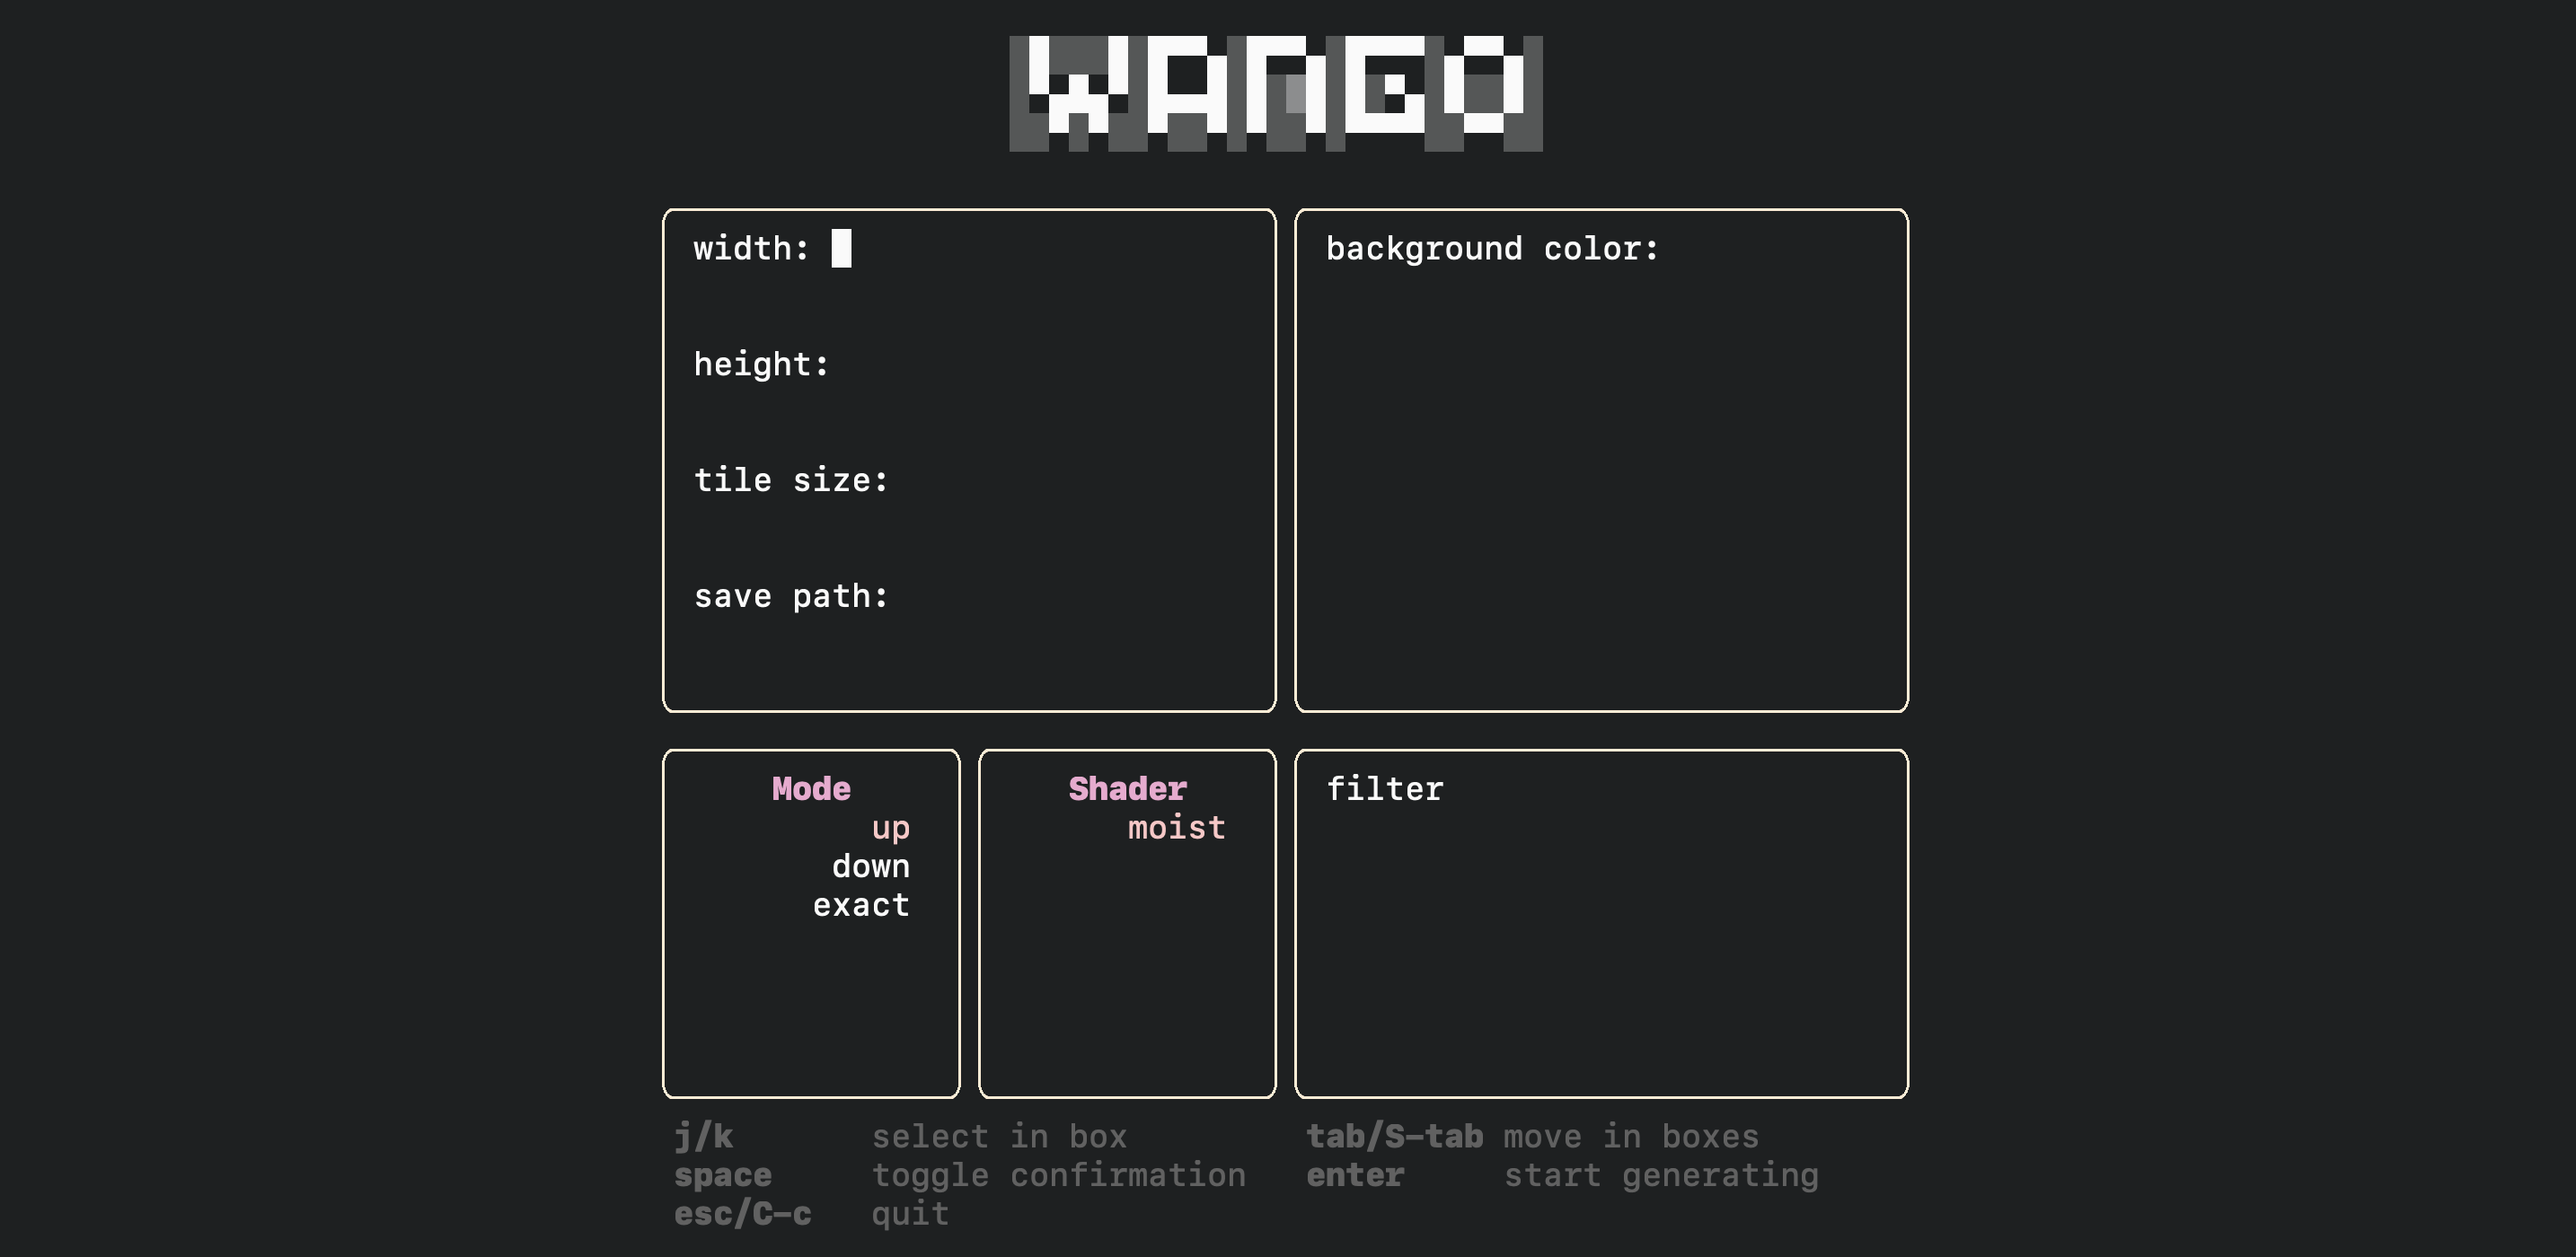 WANGO
width:
height:
tile size:
save path:
background color:
Mode
up
down
exact
Shader
moist
filter
j/k select in box
space toggle confirmation
esc/C-c quit
tab/S-tab move in boxes
enter start generating